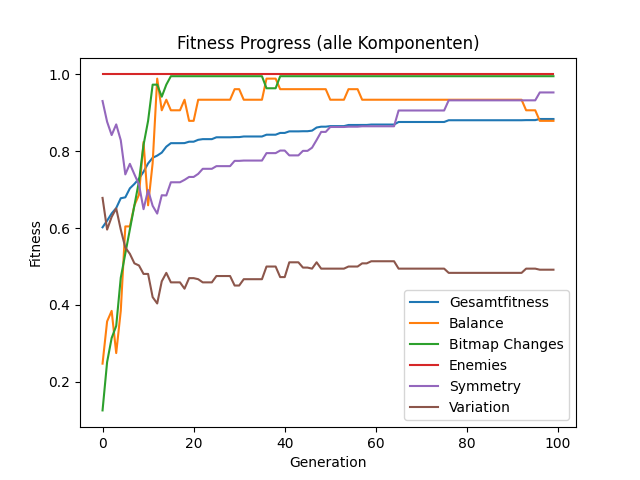 Fitness Progress (alle Komponenten)
Fitness
1.0
0.8
0.6
0.4
0.2
0 20 40 60 80 100
Generation
Gesamtfitness
Balance
Bitmap Changes
Enemies
Symmetry
Variation